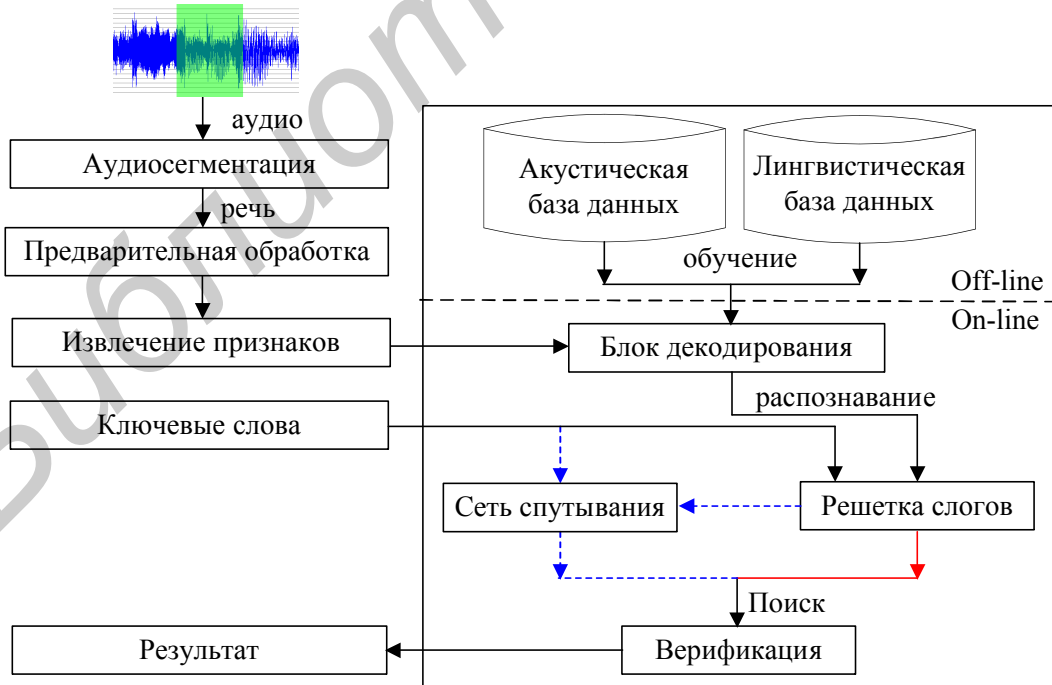 аудио
Аудиосегментация
речь
Предварительная обработка
Извлечение признаков
Ключевые слова
Результат
Акустическая
база данных
Лингвистическая
база данных
обучение
Off-line
On-line
Блок декодирования
распознавание
Сеть спутывания
Решетка слогов
Поиск
Верификация